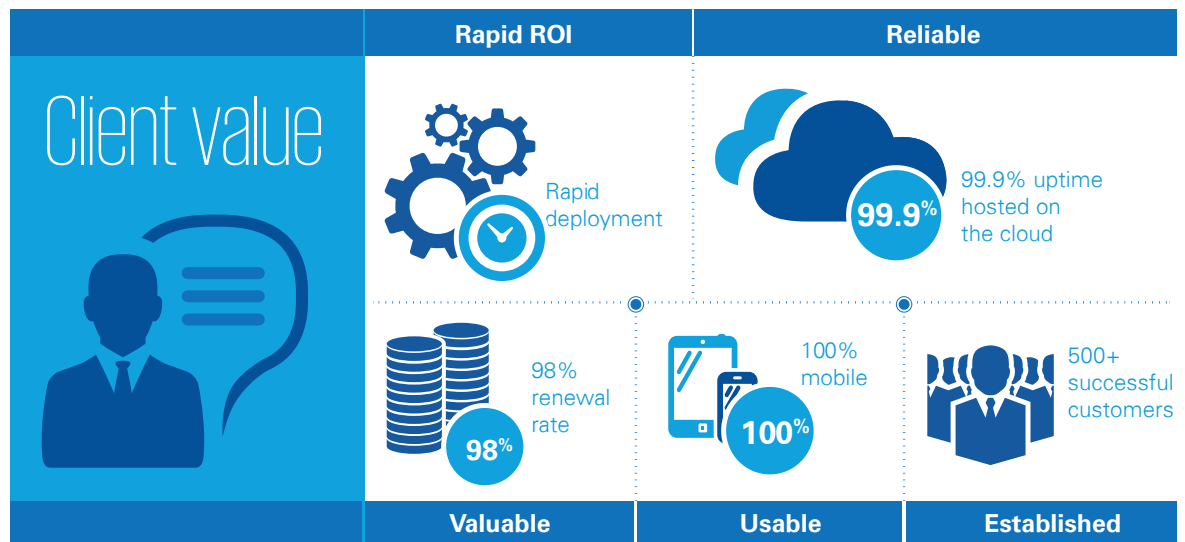 Client value
Rapid ROI
Reliable
Rapid
deployment
99.9%
99.9% uptime
hosted on
the cloud
98%
98%
renewal
rate
100%
100%
mobile
500+
successful
customers
Valuable
Usable
Established